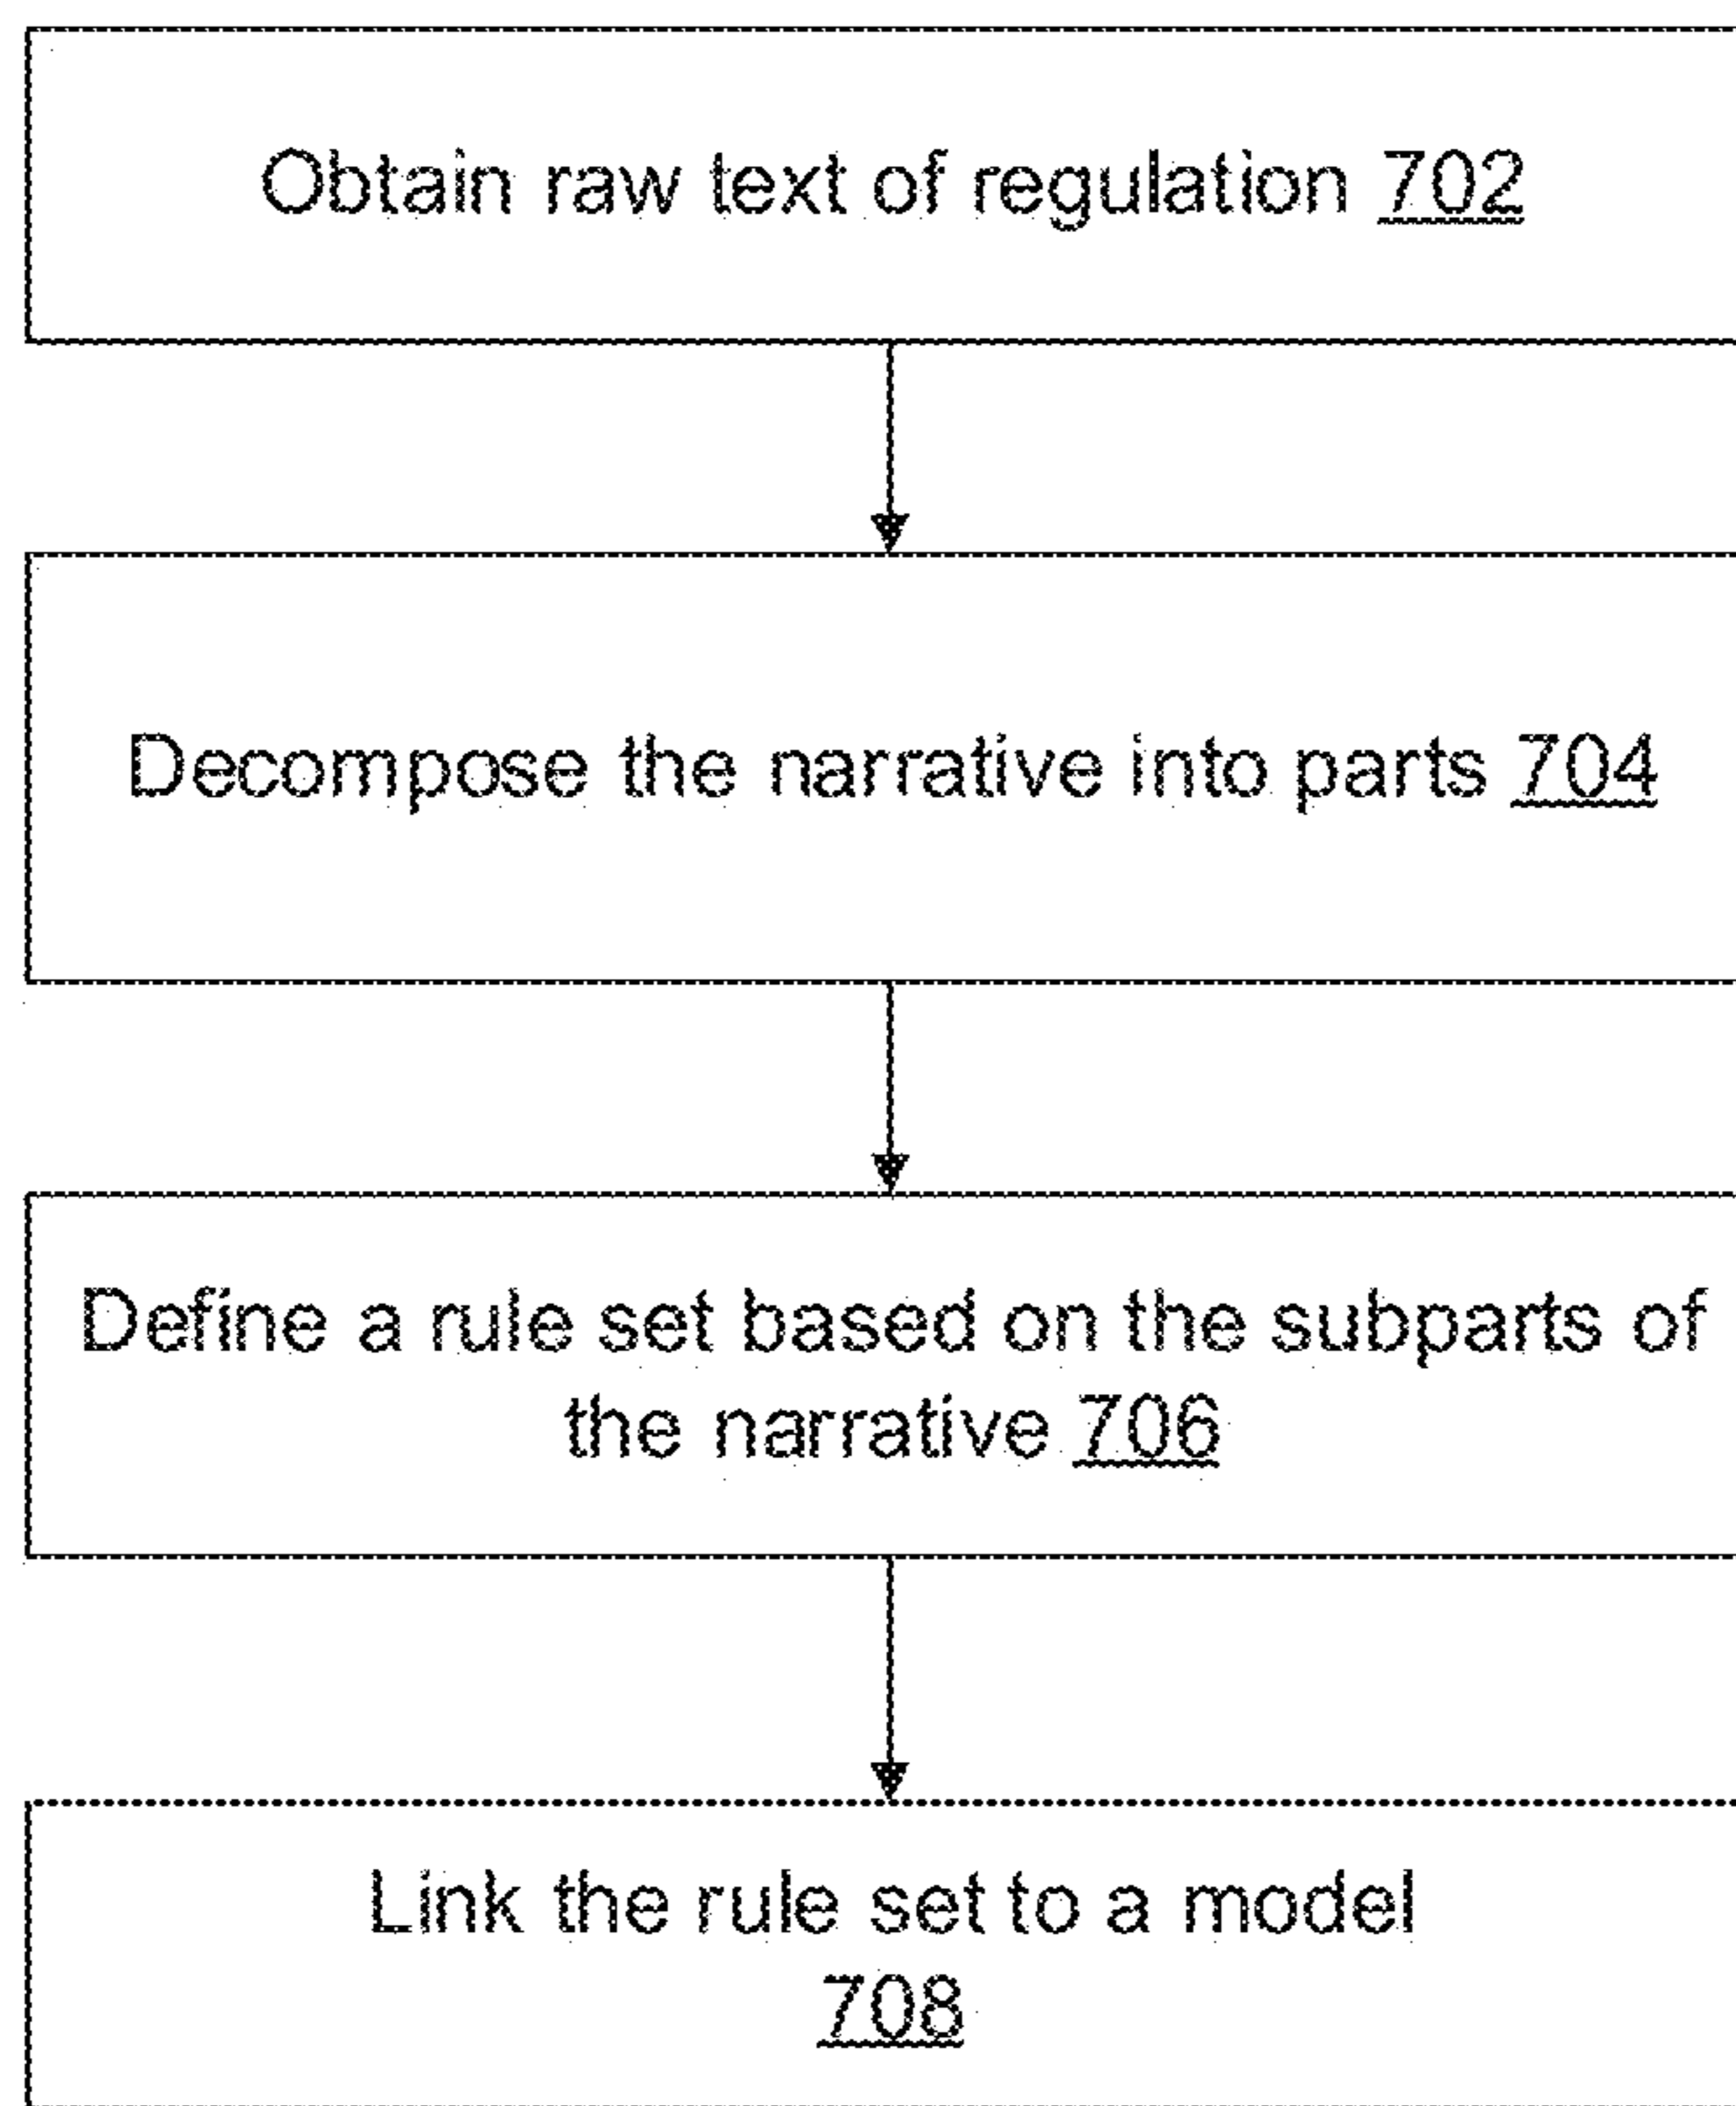 Obtain raw text of regulation 702
Decompose the narrative into parts 704
Define a rule set based on the subparts of
the narrative 706
Link the rule set to a model
708